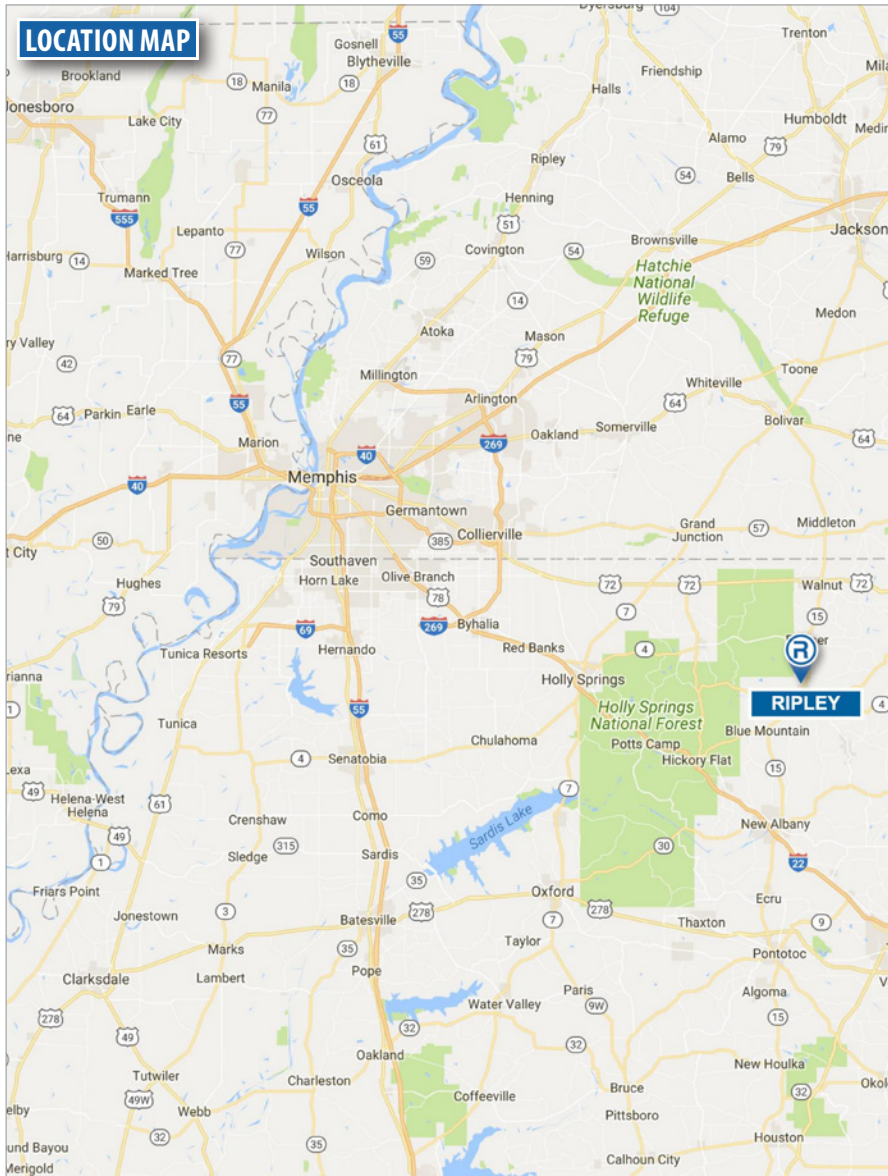 LOCATION MAP
Dyersburg
104
55
Gosnell
Blytheville
Trenton
Brookland
18
Manila
18
Friendship
Jonesboro
77
Halls
Humboldt
Lake City
61
Alamo
79
Ripley
54
Bells
Osceola
Trumann
55
Henning
555
51
Jackson
Lepanto
77
Wilson
Covington
54
Brownsville
Harrisburg
14
59
Marked Tree
Hatchie
National
Wildlife
Refuge
14
Medon
Atoka
Mason
77
79
42
Millington
Toone
Whiteville
Arlington
55
64
64
Parkin
Earle
Bolivar
Somerville
Marion
269
Oakland
64
40
40
Memphis
Germantown
Grand
Junction
57
Middleton
50
385
Collierville
Southaven
Hughes
Horn Lake
Olive Branch
72
72
Walnut
72
79
78
7
15
69
269
Byhalia
R
Tunica Resorts
Hernando
Red Banks
4
Holly Springs
RIPLEY
4
1
55
Tunica
Holly Springs
National Forest
Blue Mountain
Chulahoma
Potts Camp
4
Senatobia
Hickory Flat
15
49
7
Helena-West
Helena
61
Crenshaw
Como
Sardis Lake
New Albany
49
315
30
1
Sledge
Sardis
22
35
Friars Point
Oxford
Ecru
Jonestown
3
Batesville
278
278
Thaxton
9
7
Marks
35
Taylor
Pontotoc
Clarksdale
Lambert
Pope
Paris
Algoma
Water Valley
9W
278
15
32
49
32
Oakland
New Houlka
Tutwiler
Charleston
Bruce
32
49W
Webb
Coffeeville
Pittsboro
32
35
Houston
Merigold
Calhoun City